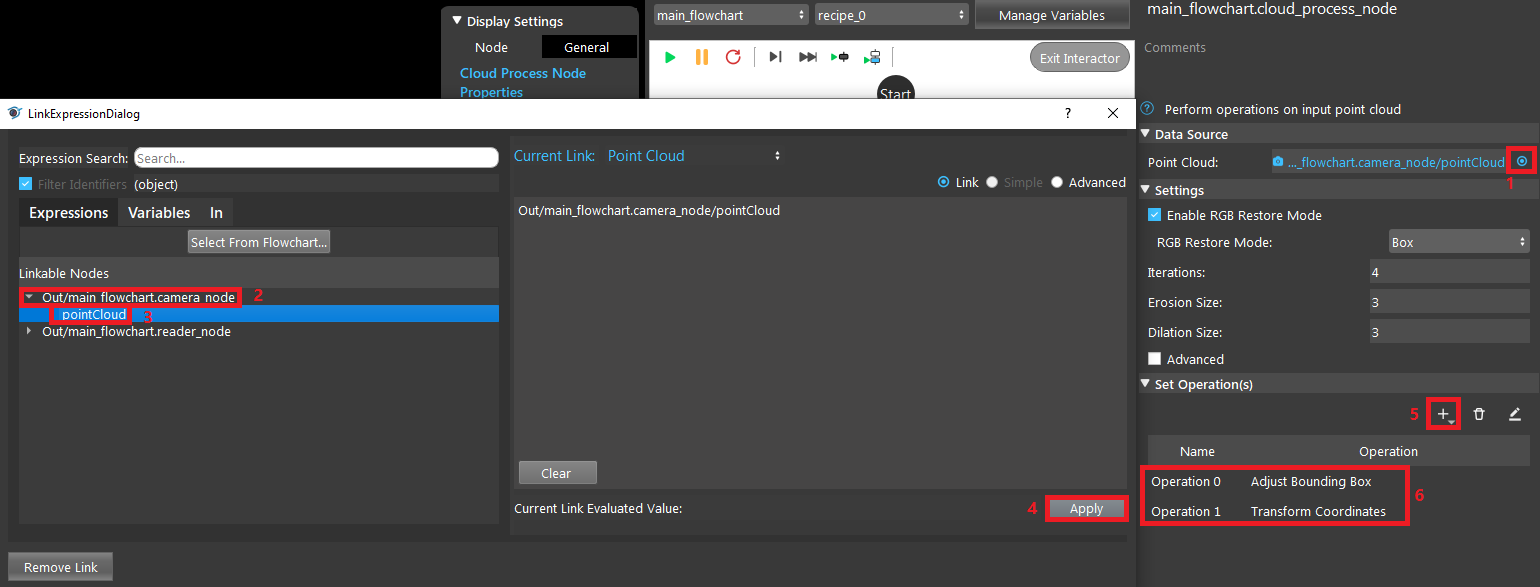 Display Settings
Node General
Cloud Process Node
Properties
main_flowchart recipe_0 Manage Variables
Exit Interactor
Start
main_flowchart.cloud_process_node
Comments
? Perform operations on input point cloud
Data Source
Point Cloud: ..._flowchart.camera_node/pointCloud
1
Settings
Enable RGB Restore Mode
RGB Restore Mode: Box
Iterations: 4
Erosion Size: 3
Dilation Size: 3
Advanced
Set Operation(s)
5
Name Operation
Operation 0 Adjust Bounding Box
Operation 1 Transform Coordinates
6
LinkExpressionDialog ?
Expression Search: Search...
Filter Identifiers (object)
Expressions Variables In
Select From Flowchart...
Linkable Nodes
Out/main_flowchart.camera_node 2
pointCloud 3
Out/main_flowchart.reader_node
Current Link: Point Cloud
Link Simple Advanced
Out/main_flowchart.camera_node/pointCloud
Clear
Current Link Evaluated Value: 4 Apply
Remove Link